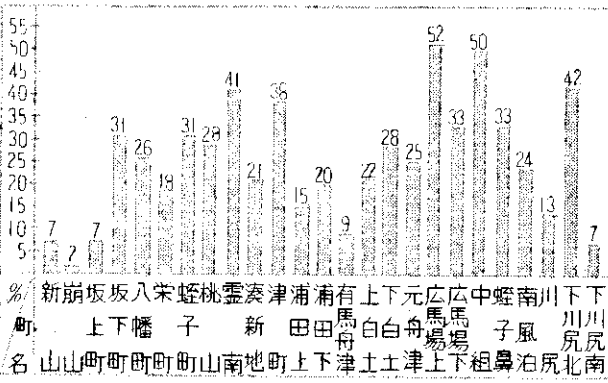 55
50
45
40
35
30
25
20
15
10
5
7
2
7
31
26
18
31
28
41
21
38
15
20
9
22
28
25
52
33
50
33
24
13
42
7
%
町名
新山
崩山
坂上町
坂下町
八幡町
栄町
蛭子町
桃山
霊南
湊新地
津町
浦田上
浦田下
有馬舟津
上白土
下白土
元舟津
広馬場上
広馬場下
中組
蛭子鼻
南風泊
川尻
下川尻北
下川尻南